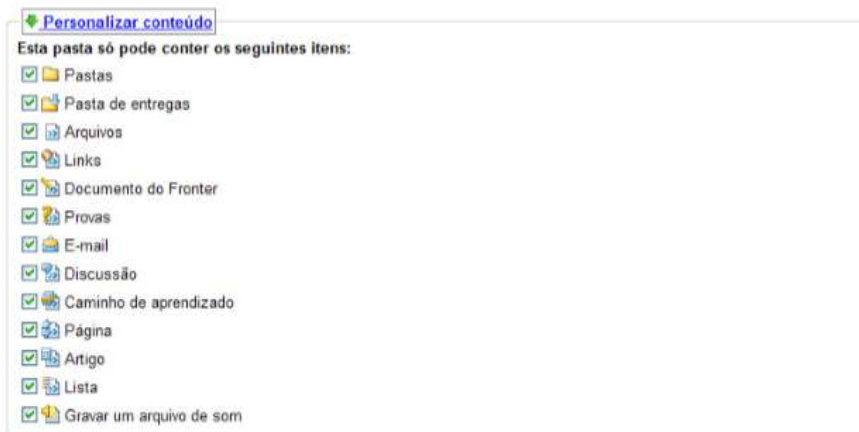 Personalizar conteúdo
Esta pasta só pode conter os seguintes itens:
Pastas
Pasta de entregas
Arquivos
Links
Documento do Fronter
Provas
E-mail
Discussão
Caminho de aprendizado
Página
Artigo
Lista
Gravar um arquivo de som